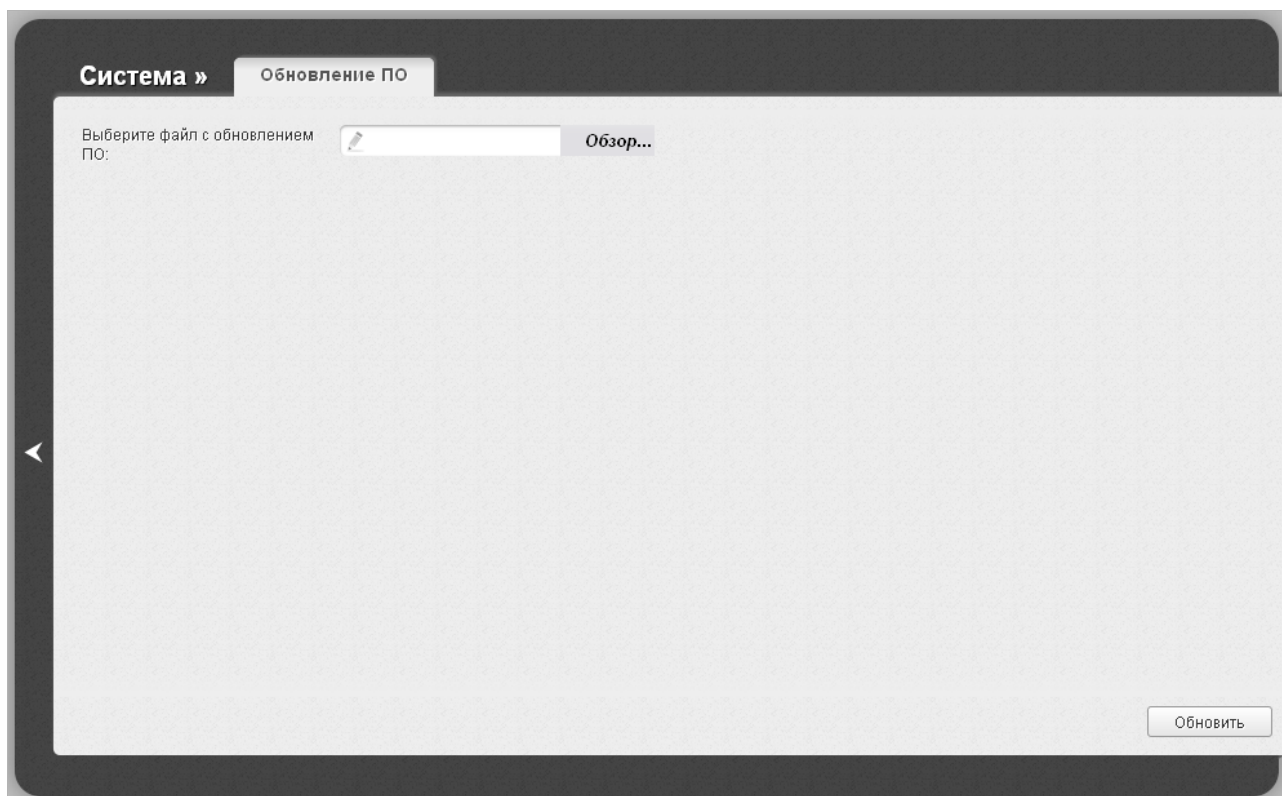 Система »
Обновление ПО
Выберите файл с обновлением
ПО:
Обзор...
Обновить